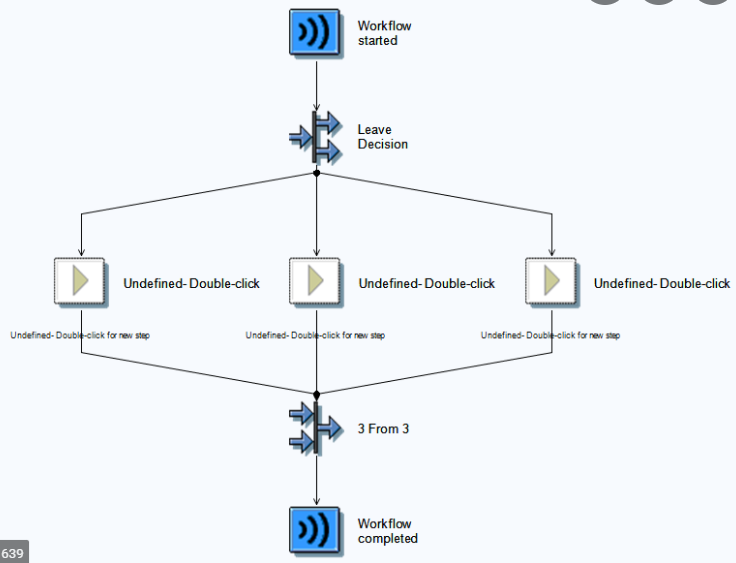 Workflow
started
Leave
Decision
Undefined- Double-click
Undefined- Double-click
Undefined- Double-click
Undefined- Double-click for new step
Undefined- Double-click for new step
Undefined- Double-click for new step
3 From 3
Workflow
completed
639